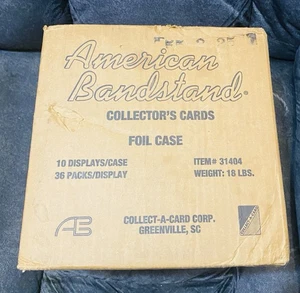 American
Bandstand®
COLLECTOR'S CARDS
FOIL CASE
10 DISPLAYS/CASE
36 PACKS/DISPLAY
ITEM# 31404
WEIGHT: 18 LBS.
AB
COLLECT-A-CARD CORP.
GREENVILLE, SC